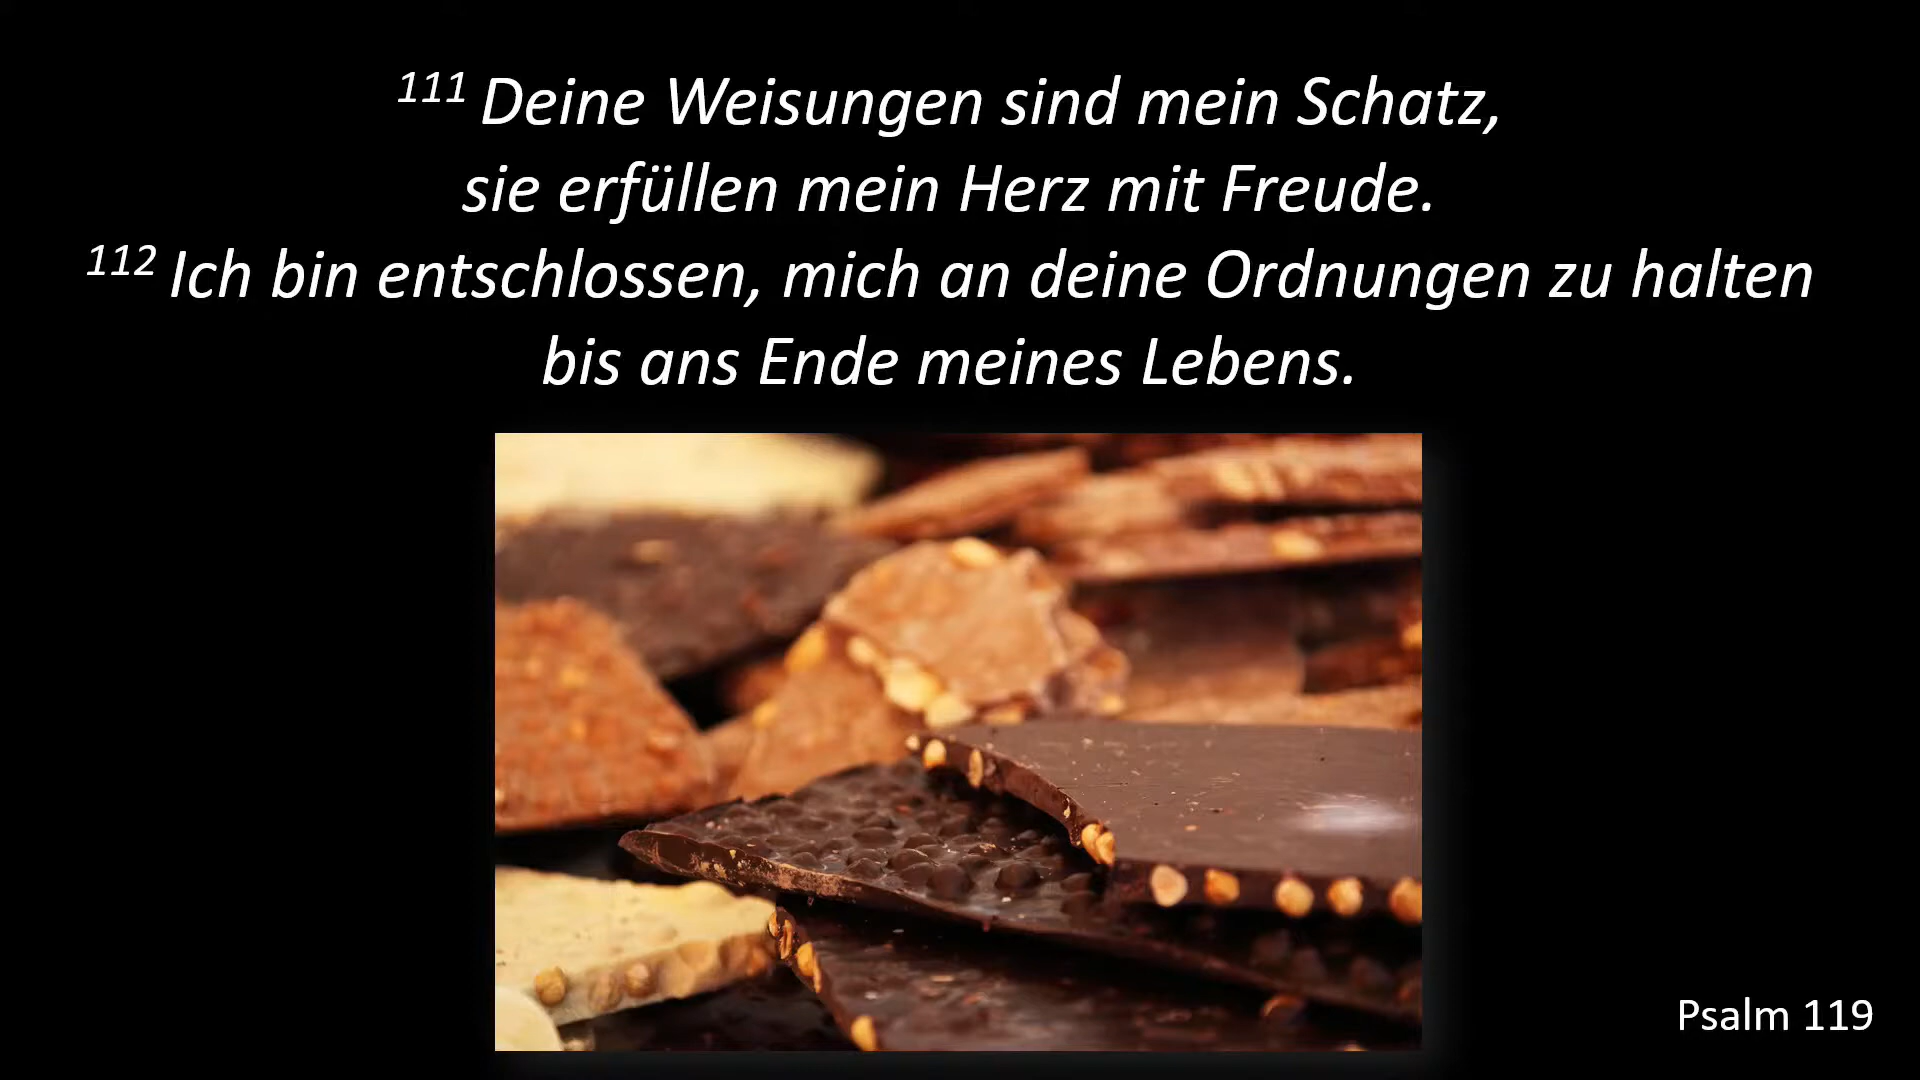 111 Deine Weisungen sind mein Schatz,
sie erfüllen mein Herz mit Freude.
112 Ich bin entschlossen, mich an deine Ordnungen zu halten
bis ans Ende meines Lebens.
Psalm 119